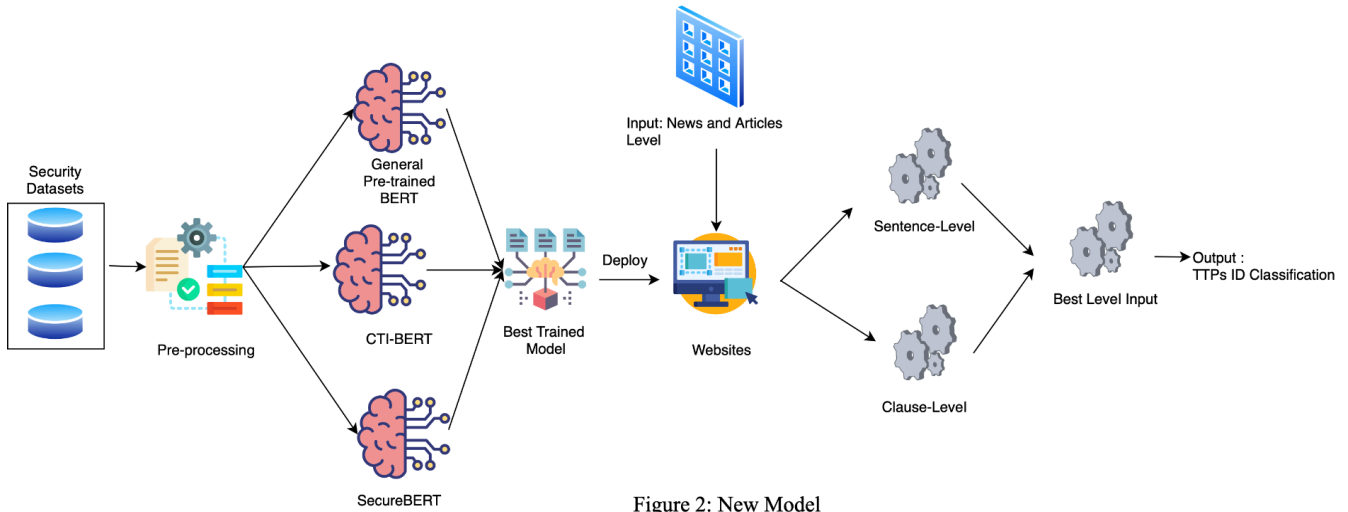 Security
Datasets
Pre-processing
General
Pre-trained
BERT
CTI-BERT
SecureBERT
Best Trained
Model
Deploy
Input: News and Articles
Level
Websites
Sentence-Level
Clause-Level
Best Level Input
Output :
TTPs ID Classification
Figure 2: New Model